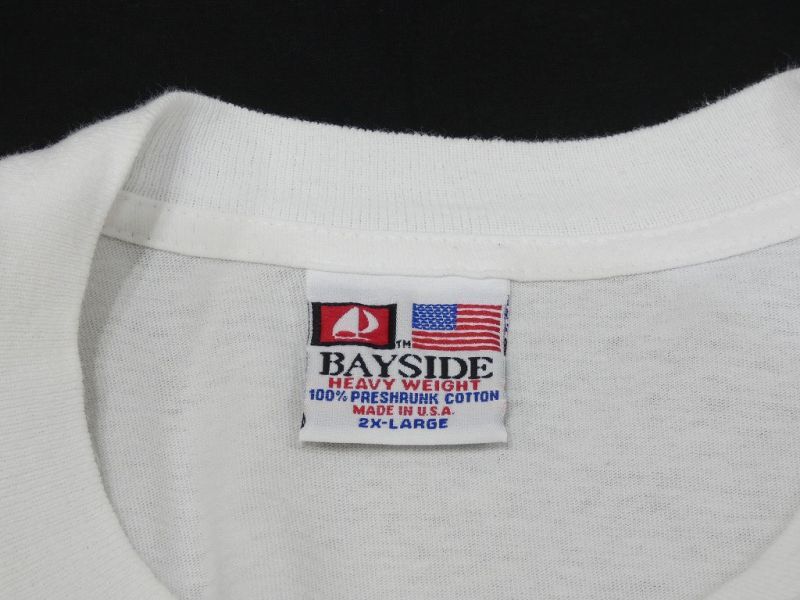 TM
BAYSIDE
HEAVY WEIGHT
100% PRESHRUNK COTTON
MADE IN U.S.A.
2X-LARGE